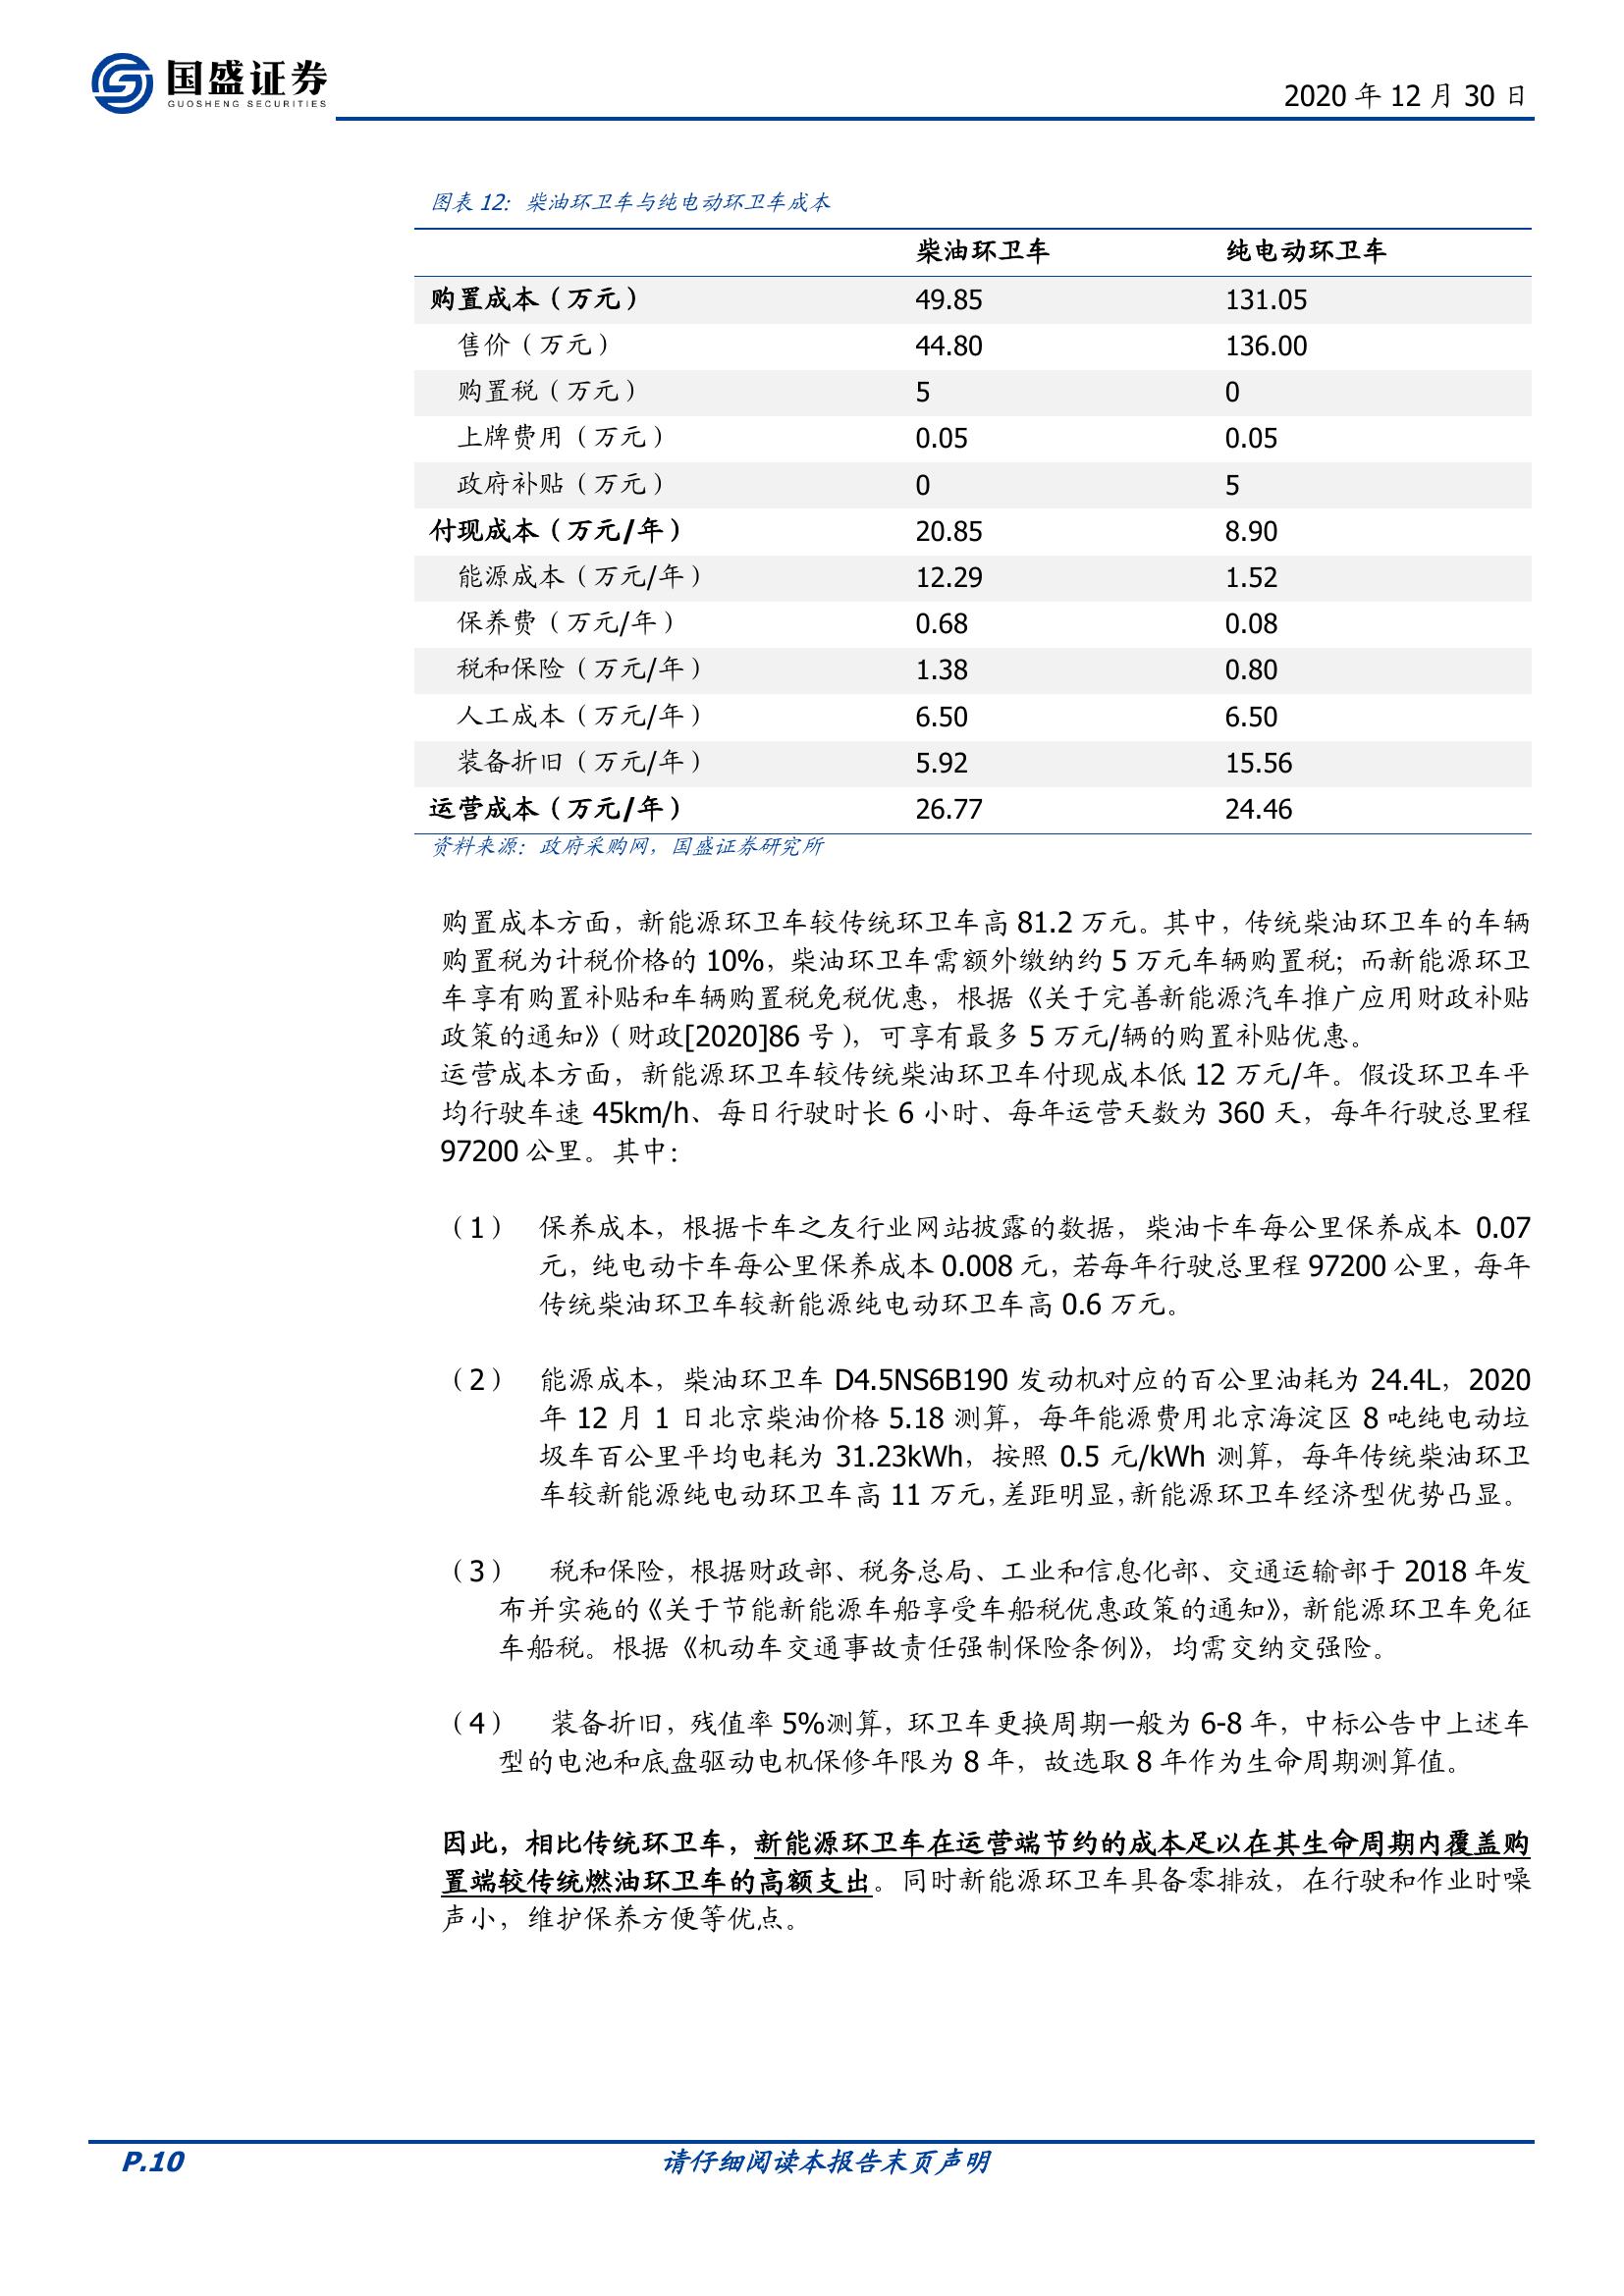 国盛证券
GUOSHENG SECURITIES
2020 年 12 月 30 日
图表 12：柴油环卫车与纯电动环卫车成本
柴油环卫车 纯电动环卫车
购置成本（万元） 49.85 131.05
售价（万元） 44.80 136.00
购置税（万元） 5 0
上牌费用（万元） 0.05 0.05
政府补贴（万元） 0 5
付现成本（万元/年） 20.85 8.90
能源成本（万元/年） 12.29 1.52
保养费（万元/年） 0.68 0.08
税和保险（万元/年） 1.38 0.80
人工成本（万元/年） 6.50 6.50
装备折旧（万元/年） 5.92 15.56
运营成本（万元/年） 26.77 24.46
资料来源：政府采购网，国盛证券研究所
购置成本方面，新能源环卫车较传统环卫车高 81.2 万元。其中，传统柴油环卫车的车辆
购置税为计税价格的 10%，柴油环卫车需额外缴纳约 5 万元车辆购置税；而新能源环卫
车享有购置补贴和车辆购置税免税优惠，根据《关于完善新能源汽车推广应用财政补贴
政策的通知》（财政[2020]86 号），可享有最多 5 万元/辆的购置补贴优惠。
运营成本方面，新能源环卫车较传统柴油环卫车付现成本低 12 万元/年。假设环卫车平
均行驶车速 45km/h、每日行驶时长 6 小时、每年运营天数为 360 天，每年行驶总里程
97200 公里。其中：
（1） 保养成本，根据卡车之友行业网站披露的数据，柴油卡车每公里保养成本 0.07
元，纯电动卡车每公里保养成本 0.008 元，若每年行驶总里程 97200 公里，每年
传统柴油环卫车较新能源纯电动环卫车高 0.6 万元。
（2） 能源成本，柴油环卫车 D4.5NS6B190 发动机对应的百公里油耗为 24.4L，2020
年 12 月 1 日北京柴油价格 5.18 测算，每年能源费用北京海淀区 8 吨纯电动垃
圾车百公里平均电耗为 31.23kWh，按照 0.5 元/kWh 测算，每年传统柴油环卫
车较新能源纯电动环卫车高 11 万元，差距明显，新能源环卫车经济型优势凸显。
（3） 税和保险，根据财政部、税务总局、工业和信息化部、交通运输部于 2018 年发
布并实施的《关于节能新能源车船享受车船税优惠政策的通知》，新能源环卫车免征
车船税。根据《机动车交通事故责任强制保险条例》，均需交纳交强险。
（4） 装备折旧，残值率 5%测算，环卫车更换周期一般为 6-8 年，中标公告中上述车
型的电池和底盘驱动电机保修年限为 8 年，故选取 8 年作为生命周期测算值。
因此，相比传统环卫车，新能源环卫车在运营端节约的成本足以在其生命周期内覆盖购
置端较传统燃油环卫车的高额支出。同时新能源环卫车具备零排放，在行驶和作业时噪
声小，维护保养方便等优点。
P.10 请仔细阅读本报告末页声明